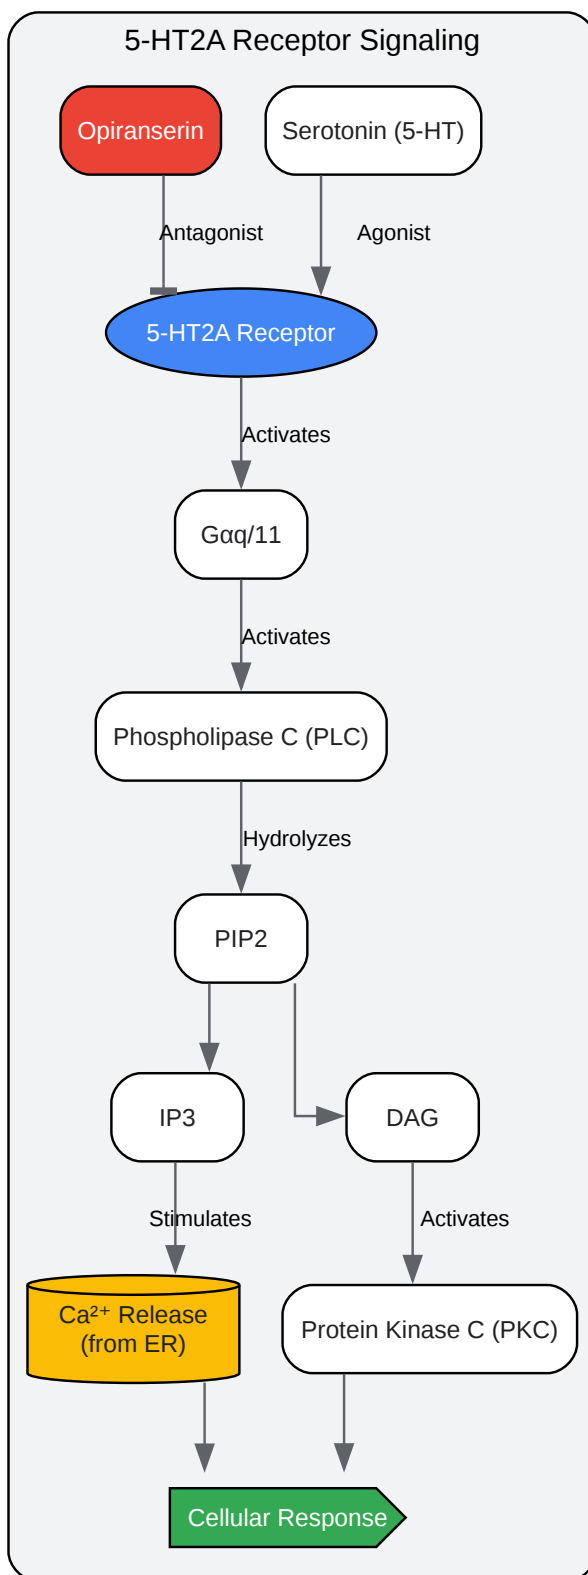 5-HT2A Receptor Signaling
Opiranserin
Serotonin (5-HT)
Antagonist
Agonist
5-HT2A Receptor
Activates
Gαq/11
Activates
Phospholipase C (PLC)
Hydrolyzes
PIP2
IP3
DAG
Stimulates
Activates
Ca²⁺ Release
(from ER)
Protein Kinase C (PKC)
Cellular Response